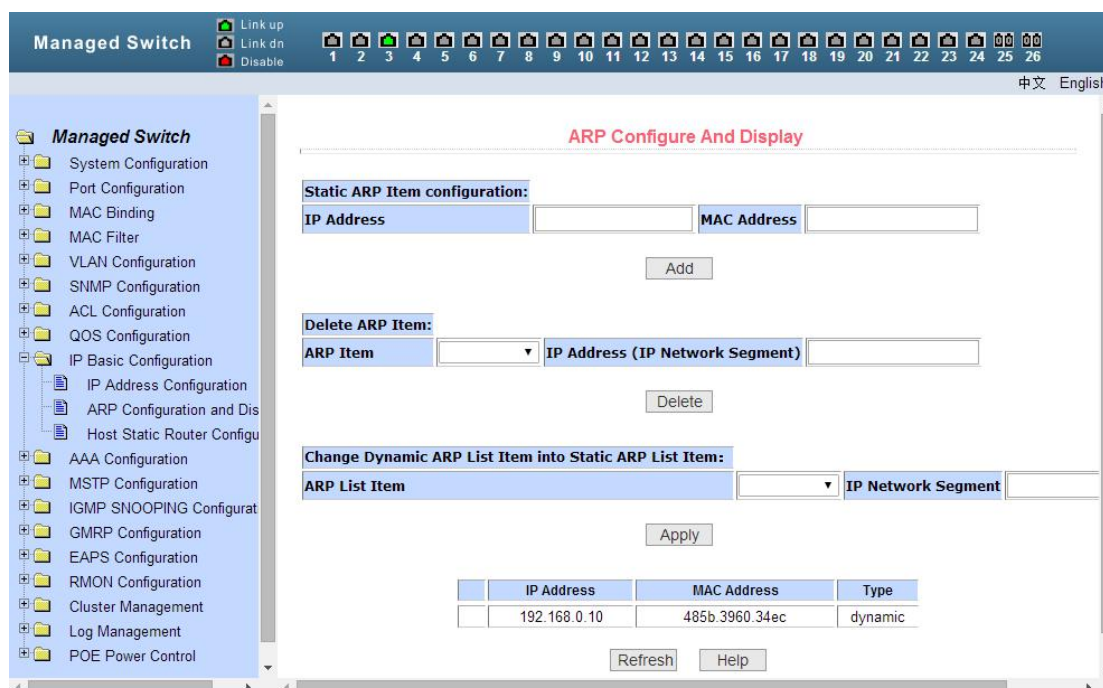 Managed Switch
Link up
Link dn
Disable
1 2 3 4 5 6 7 8 9 10 11 12 13 14 15 16 17 18 19 20 21 22 23 24 25 26
中文 English
Managed Switch
System Configuration
Port Configuration
MAC Binding
MAC Filter
VLAN Configuration
SNMP Configuration
ACL Configuration
QOS Configuration
IP Basic Configuration
IP Address Configuration
ARP Configuration and Dis
Host Static Router Configu
AAA Configuration
MSTP Configuration
IGMP SNOOPING Configurat
GMRP Configuration
EAPS Configuration
RMON Configuration
Cluster Management
Log Management
POE Power Control
ARP Configure And Display
Static ARP Item configuration:
IP Address MAC Address
Add
Delete ARP Item:
ARP Item IP Address (IP Network Segment)
Delete
Change Dynamic ARP List Item into Static ARP List Item:
ARP List Item IP Network Segment
Apply
IP Address MAC Address Type
192.168.0.10 485b.3960.34ec dynamic
Refresh Help